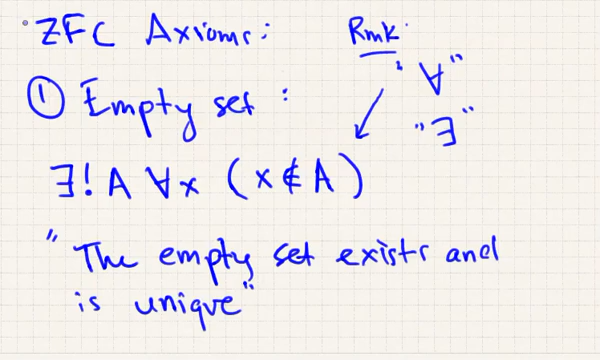 ZFC Axioms:
Rmk:
"∀"
"∃"
① Empty set:
∃! A ∀x (x ∉ A)
"The empty set exists and
is unique"